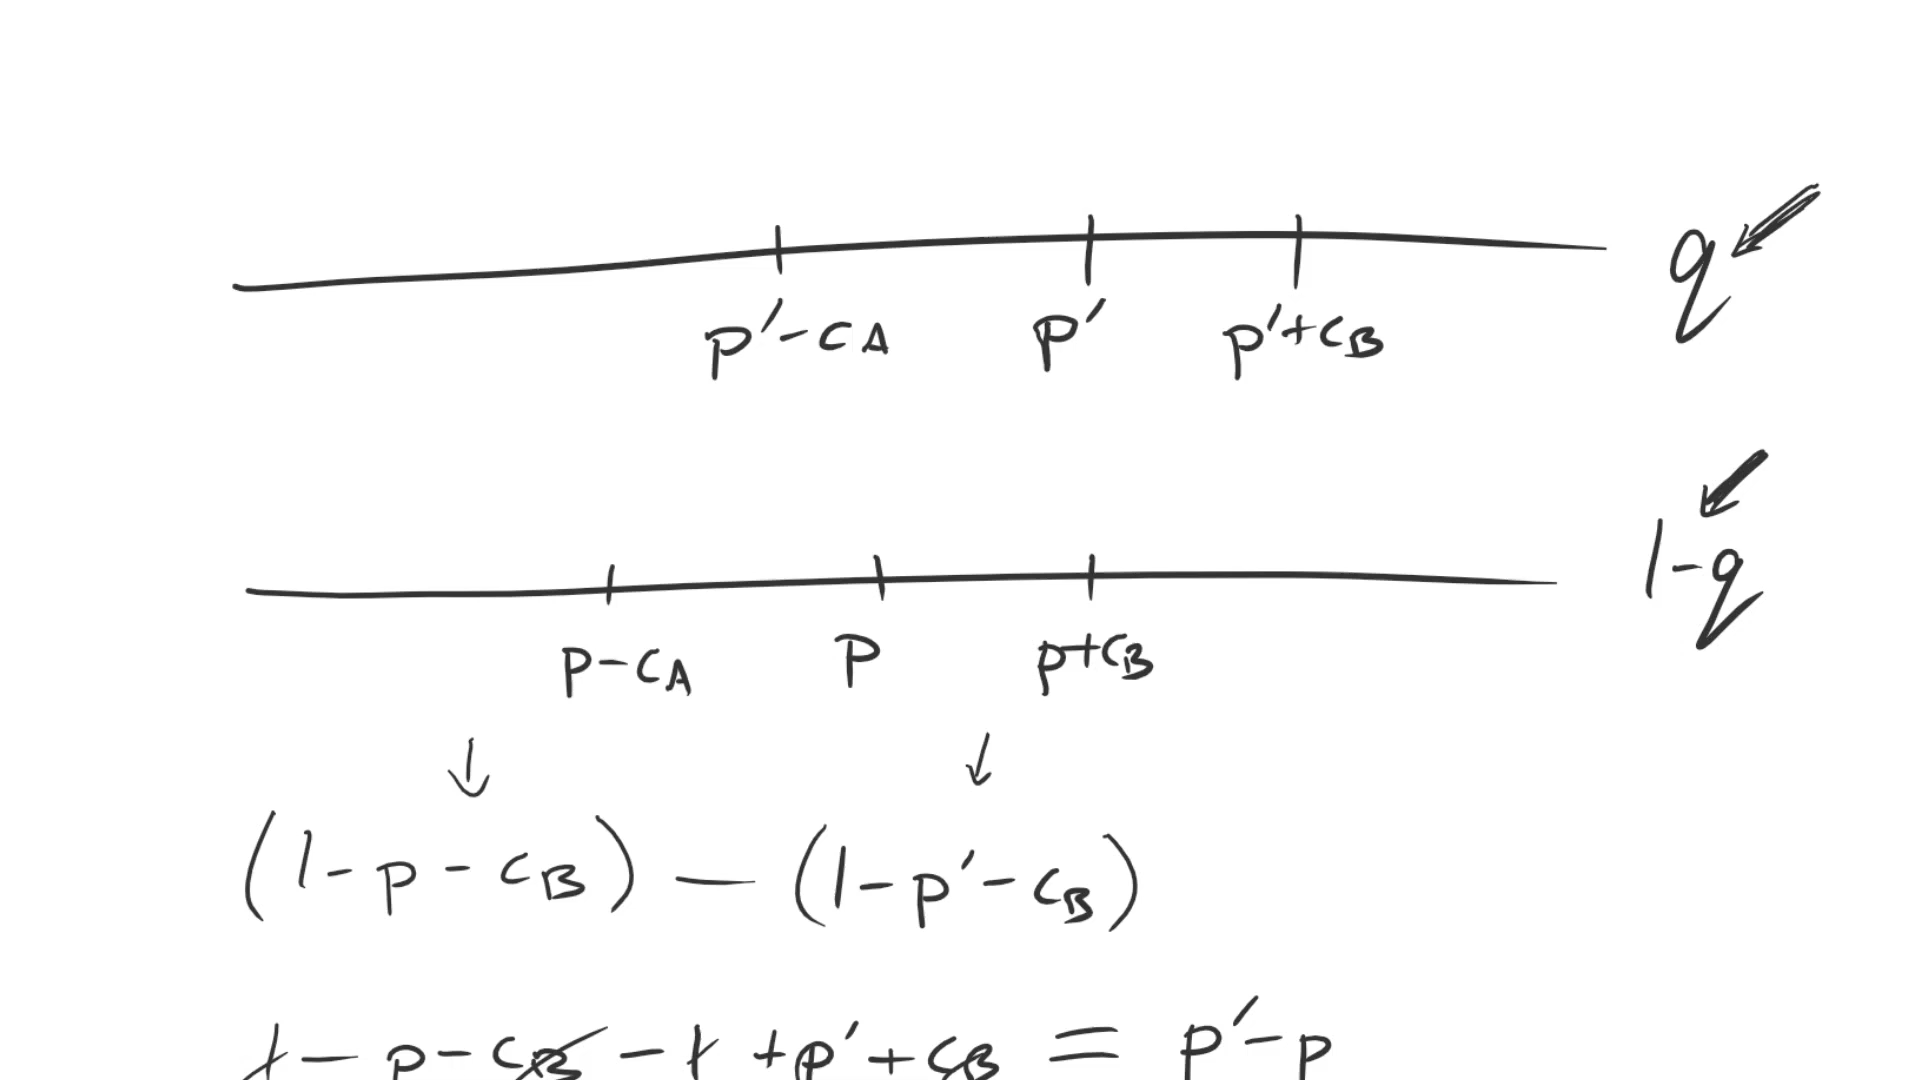 q
p′-CA p′ p′+CB
1-q
p-CA p p+CB
(1-p-CB) — (1-p′-CB)
1-p-CB-1+p′+CB = p′-p